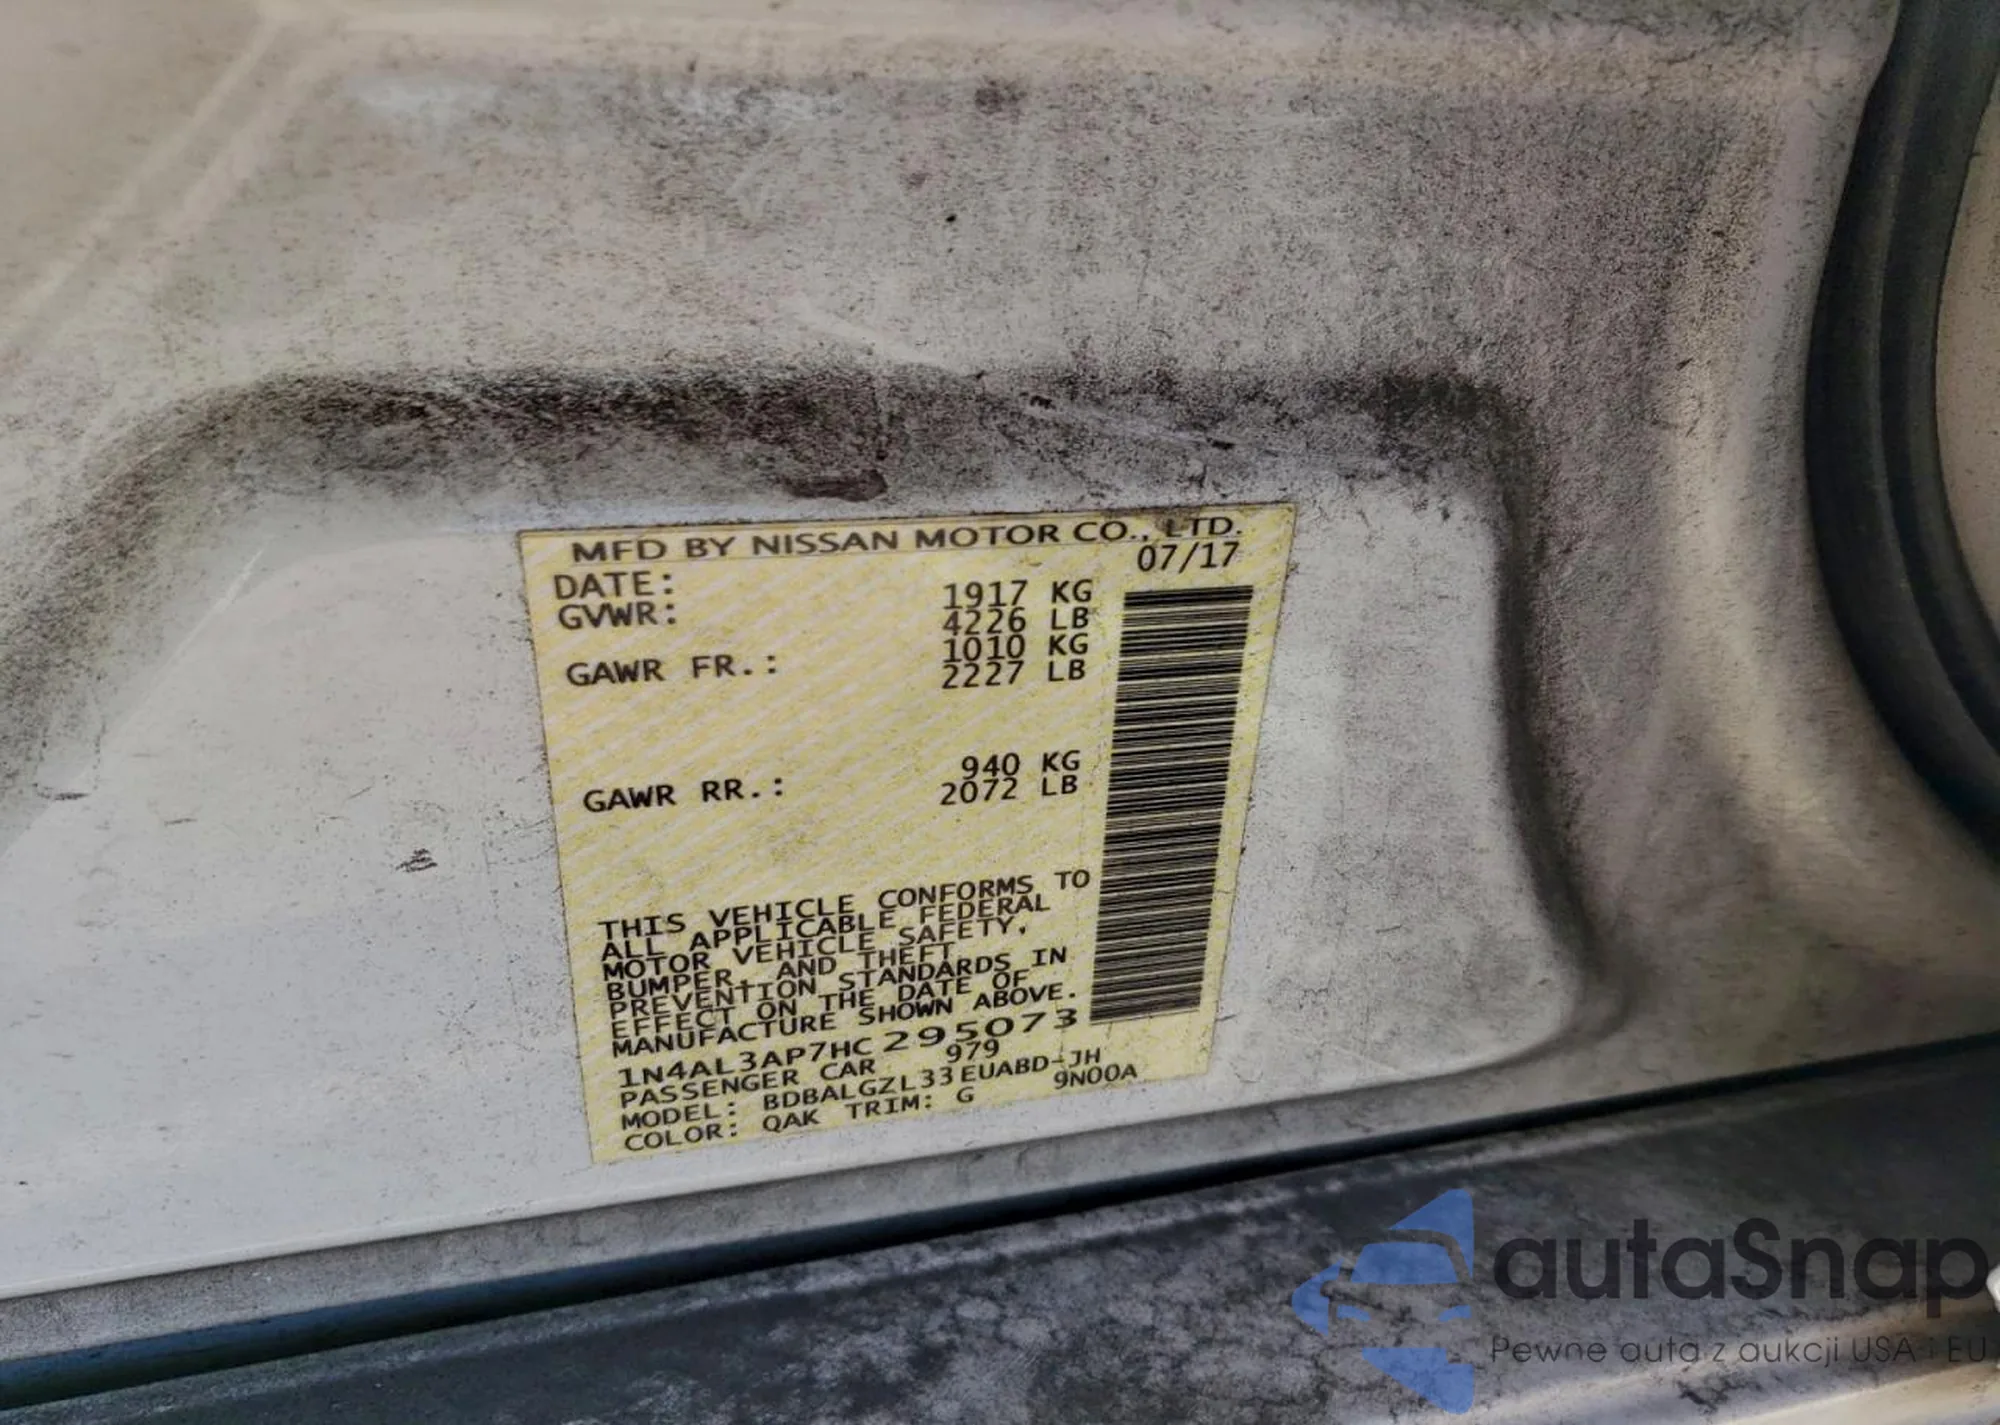 MFD BY NISSAN MOTOR CO., LTD.
DATE: 07/17
GVWR: 1917 KG
4226 LB
1010 KG
GAWR FR.: 2227 LB
940 KG
GAWR RR.: 2072 LB
THIS VEHICLE CONFORMS TO
ALL APPLICABLE FEDERAL
MOTOR VEHICLE SAFETY,
BUMPER, AND THEFT
PREVENTION STANDARDS IN
EFFECT ON THE DATE OF
MANUFACTURE SHOWN ABOVE.
1N4AL3AP7HC295073
PASSENGER CAR 979
MODEL: BDBALGZL33EUABD-JH
COLOR: QAK TRIM: G 9N00A
autaSnap
Pewne auta z aukcji USA i EU